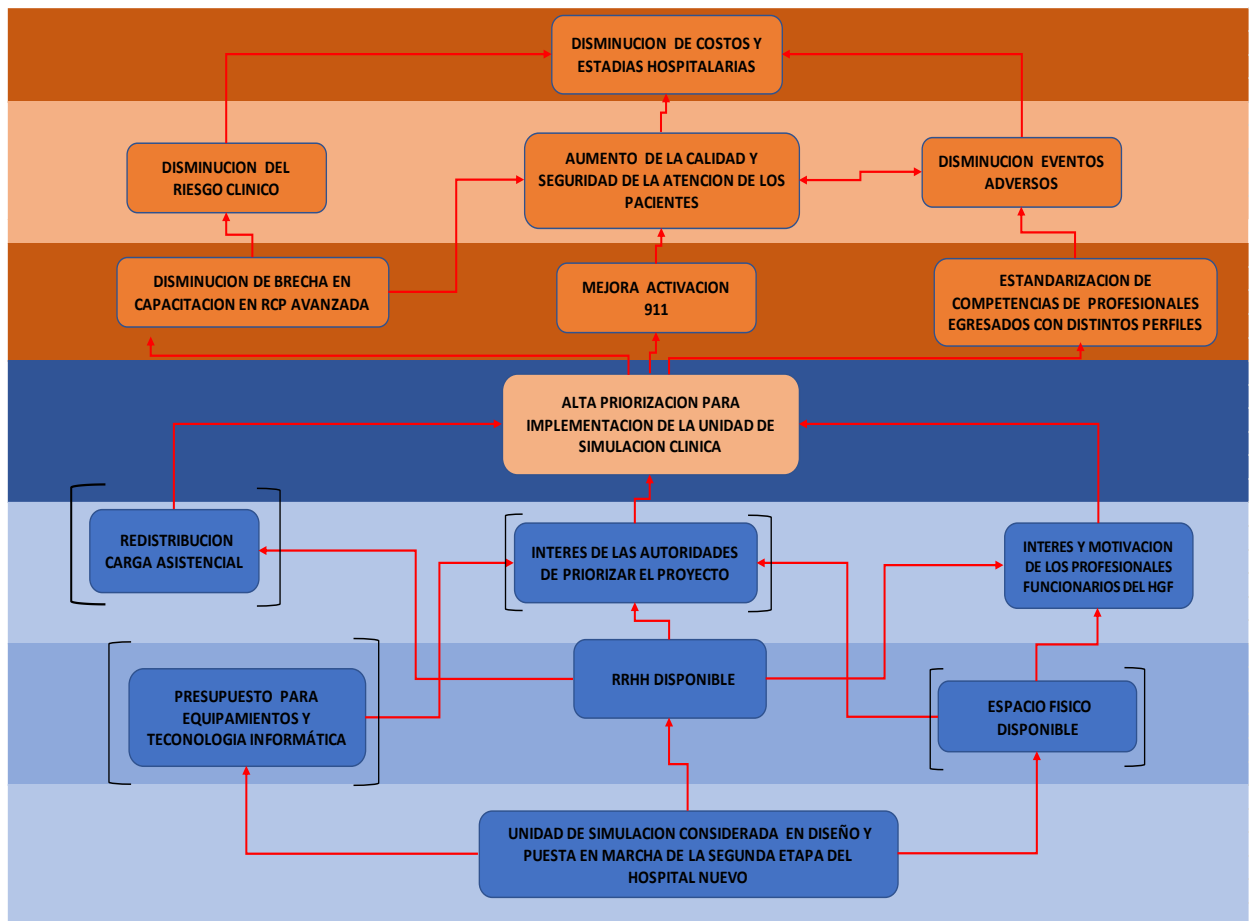 DISMINUCION DE COSTOS Y
ESTADIAS HOSPITALARIAS
DISMINUCION DEL
RIESGO CLINICO
AUMENTO DE LA CALIDAD Y
SEGURIDAD DE LA ATENCION DE LOS
PACIENTES
DISMINUCION EVENTOS
ADVERSOS
DISMINUCION DE BRECHA EN
CAPACITACION EN RCP AVANZADA
MEJORA ACTIVACION
911
ESTANDARIZACION DE
COMPETENCIAS DE PROFESIONALES
EGRESADOS CON DISTINTOS PERFILES
ALTA PRIORIZACION PARA
IMPLEMENTACION DE LA UNIDAD DE
SIMULACION CLINICA
REDISTRIBUCION
CARGA ASISTENCIAL
INTERES DE LAS AUTORIDADES
DE PRIORIZAR EL PROYECTO
INTERES Y MOTIVACION
DE LOS PROFESIONALES
FUNCIONARIOS DEL HGF
PRESUPUESTO PARA
EQUIPAMIENTOS Y
TECONOLOGIA INFORMÁTICA
RRHH DISPONIBLE
ESPACIO FISICO
DISPONIBLE
UNIDAD DE SIMULACION CONSIDERADA EN DISEÑO Y
PUESTA EN MARCHA DE LA SEGUNDA ETAPA DEL
HOSPITAL NUEVO